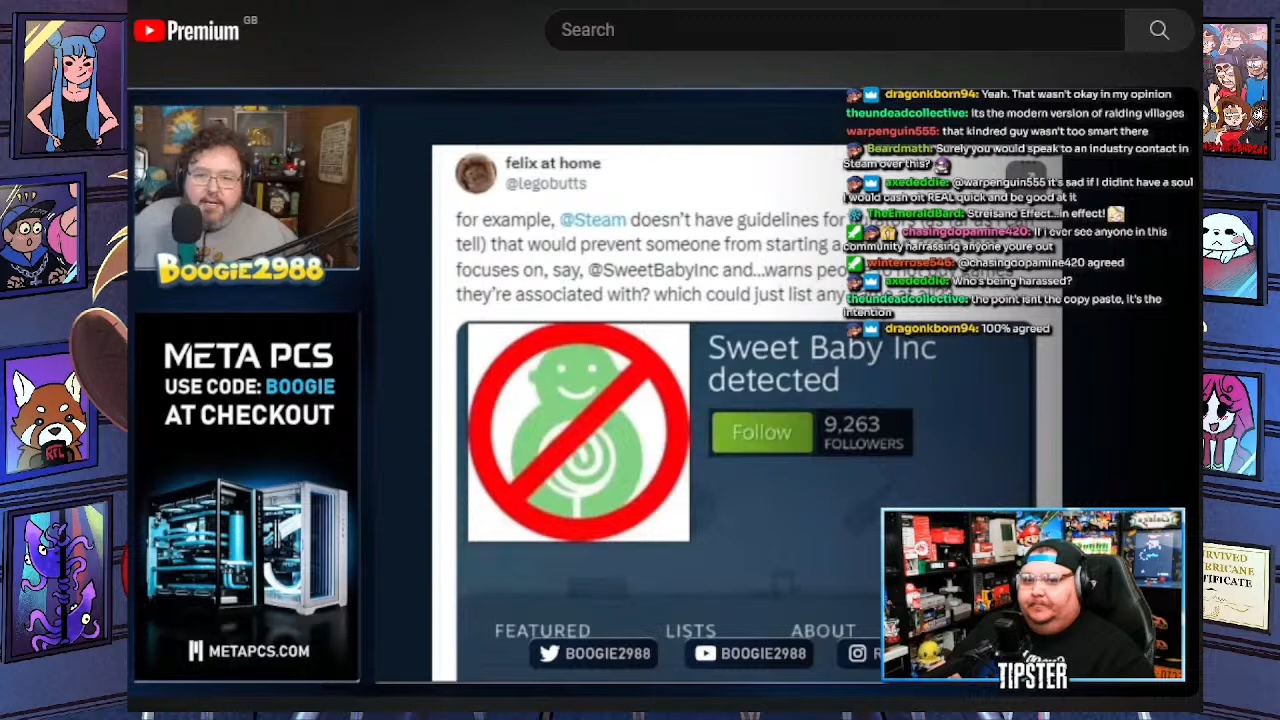 Premium GB
Search
BOOGIE2988
META PCS
USE CODE: BOOGIE
AT CHECKOUT
METAPCS.COM
felix at home
@legobutts
for example, @Steam doesn't have guidelines for
tell) that would prevent someone from starting a
focuses on, say, @SweetBabyInc and...warns
they're associated with? which could just list any
Sweet Baby Inc
detected
Follow
9,263
FOLLOWERS
FEATURED LISTS ABOUT
BOOGIE2988 BOOGIE2988
dragonkborn94: Yeah. That wasn't okay in my opinion
theundeadcollective: Its the modern version of raiding villages
warpenguin555: that kindred guy wasn't too smart there
Beardmath: Surely you would speak to an industry contact in
Steam over this?
axededdie: @warpenguin555 it's sad if I didint have a soul
I would cash oit REAL quick and be good at it
TheEmeraldBard: Streisand Effect...in effect!
chasingdopamine420: If i ever see anyone in this
community harrassing anyone youre out
winterrose546: @chasingdopamine420 agreed
axededdie: Who's being harassed?
theundeadcollective: the point isnt the copy paste, it's the
intention
dragonkborn94: 100% agreed
TIPSTER
RFL
CERTIFICATE